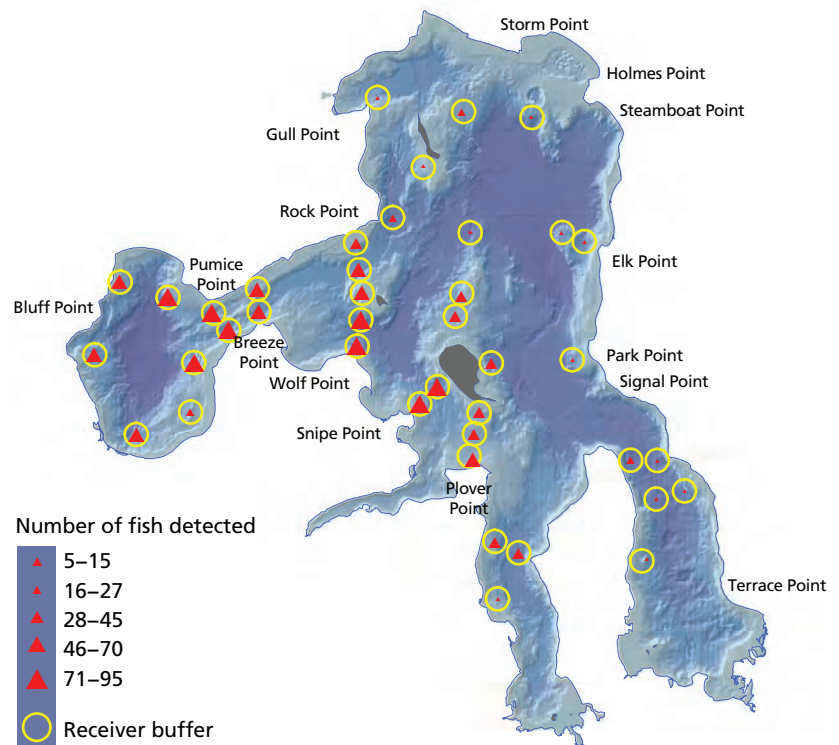 Storm Point
Holmes Point
Steamboat Point
Gull Point
Rock Point
Pumice
Point
Elk Point
Bluff Point
Breeze
Point
Wolf Point
Park Point
Signal Point
Snipe Point
Plover
Point
Terrace Point
Number of fish detected
5–15
16–27
28–45
46–70
71–95
Receiver buffer